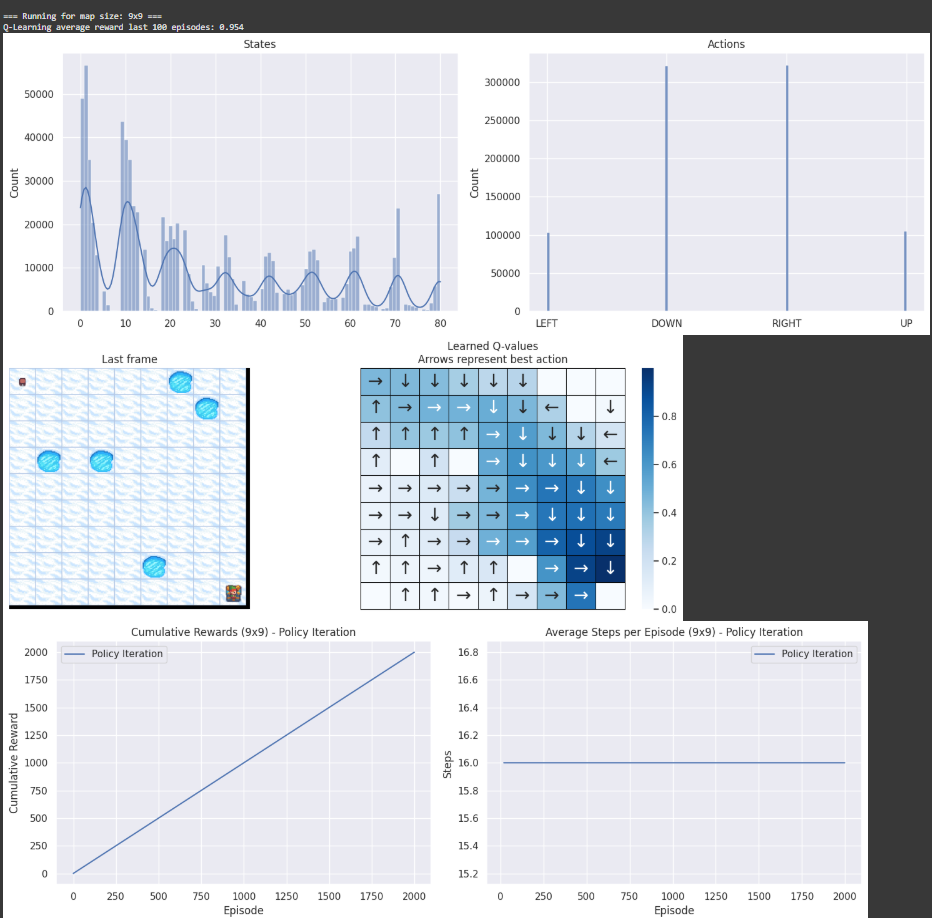 === Running for map size: 9x9 ===
Q-Learning average reward last 100 episodes: 0.954
States
Actions
Count
50000
40000
30000
20000
10000
0
0 10 20 30 40 50 60 70 80
Count
300000
250000
200000
150000
100000
50000
0
LEFT DOWN RIGHT UP
Last frame
Learned Q-values
Arrows represent best action
→ ↓ ↓ ↓ ↓ ↓
↑ → → → ↓ ↓ ← ↓
↑ ↑ ↑ ↑ → ↓ ↓ ↓ ←
↑ ↑ → ↓ ↓ ↓ ←
→ → → → → → → ↓ ↓
→ → ↓ → → → ↓ ↓ ↓
→ ↑ → → → → → ↓ ↓
↑ ↑ → ↑ ↑ → → ↓
↑ ↑ → ↑ → → →
0.8
0.6
0.4
0.2
0.0
Cumulative Rewards (9x9) - Policy Iteration
Policy Iteration
Cumulative Reward
2000
1750
1500
1250
1000
750
500
250
0
0 250 500 750 1000 1250 1500 1750 2000
Episode
Average Steps per Episode (9x9) - Policy Iteration
Policy Iteration
Steps
16.8
16.6
16.4
16.2
16.0
15.8
15.6
15.4
15.2
0 250 500 750 1000 1250 1500 1750 2000
Episode